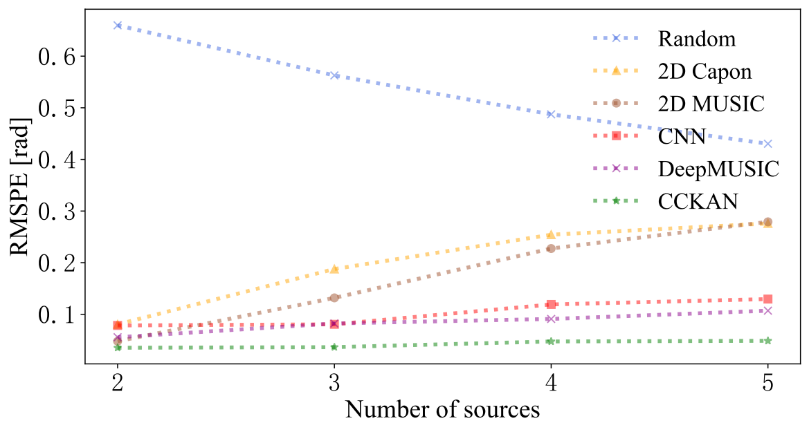 RMSPE [rad]
0.6
0.5
0.4
0.3
0.2
0.1
2
3
4
5
Number of sources
Random
2D Capon
2D MUSIC
CNN
DeepMUSIC
CCKAN